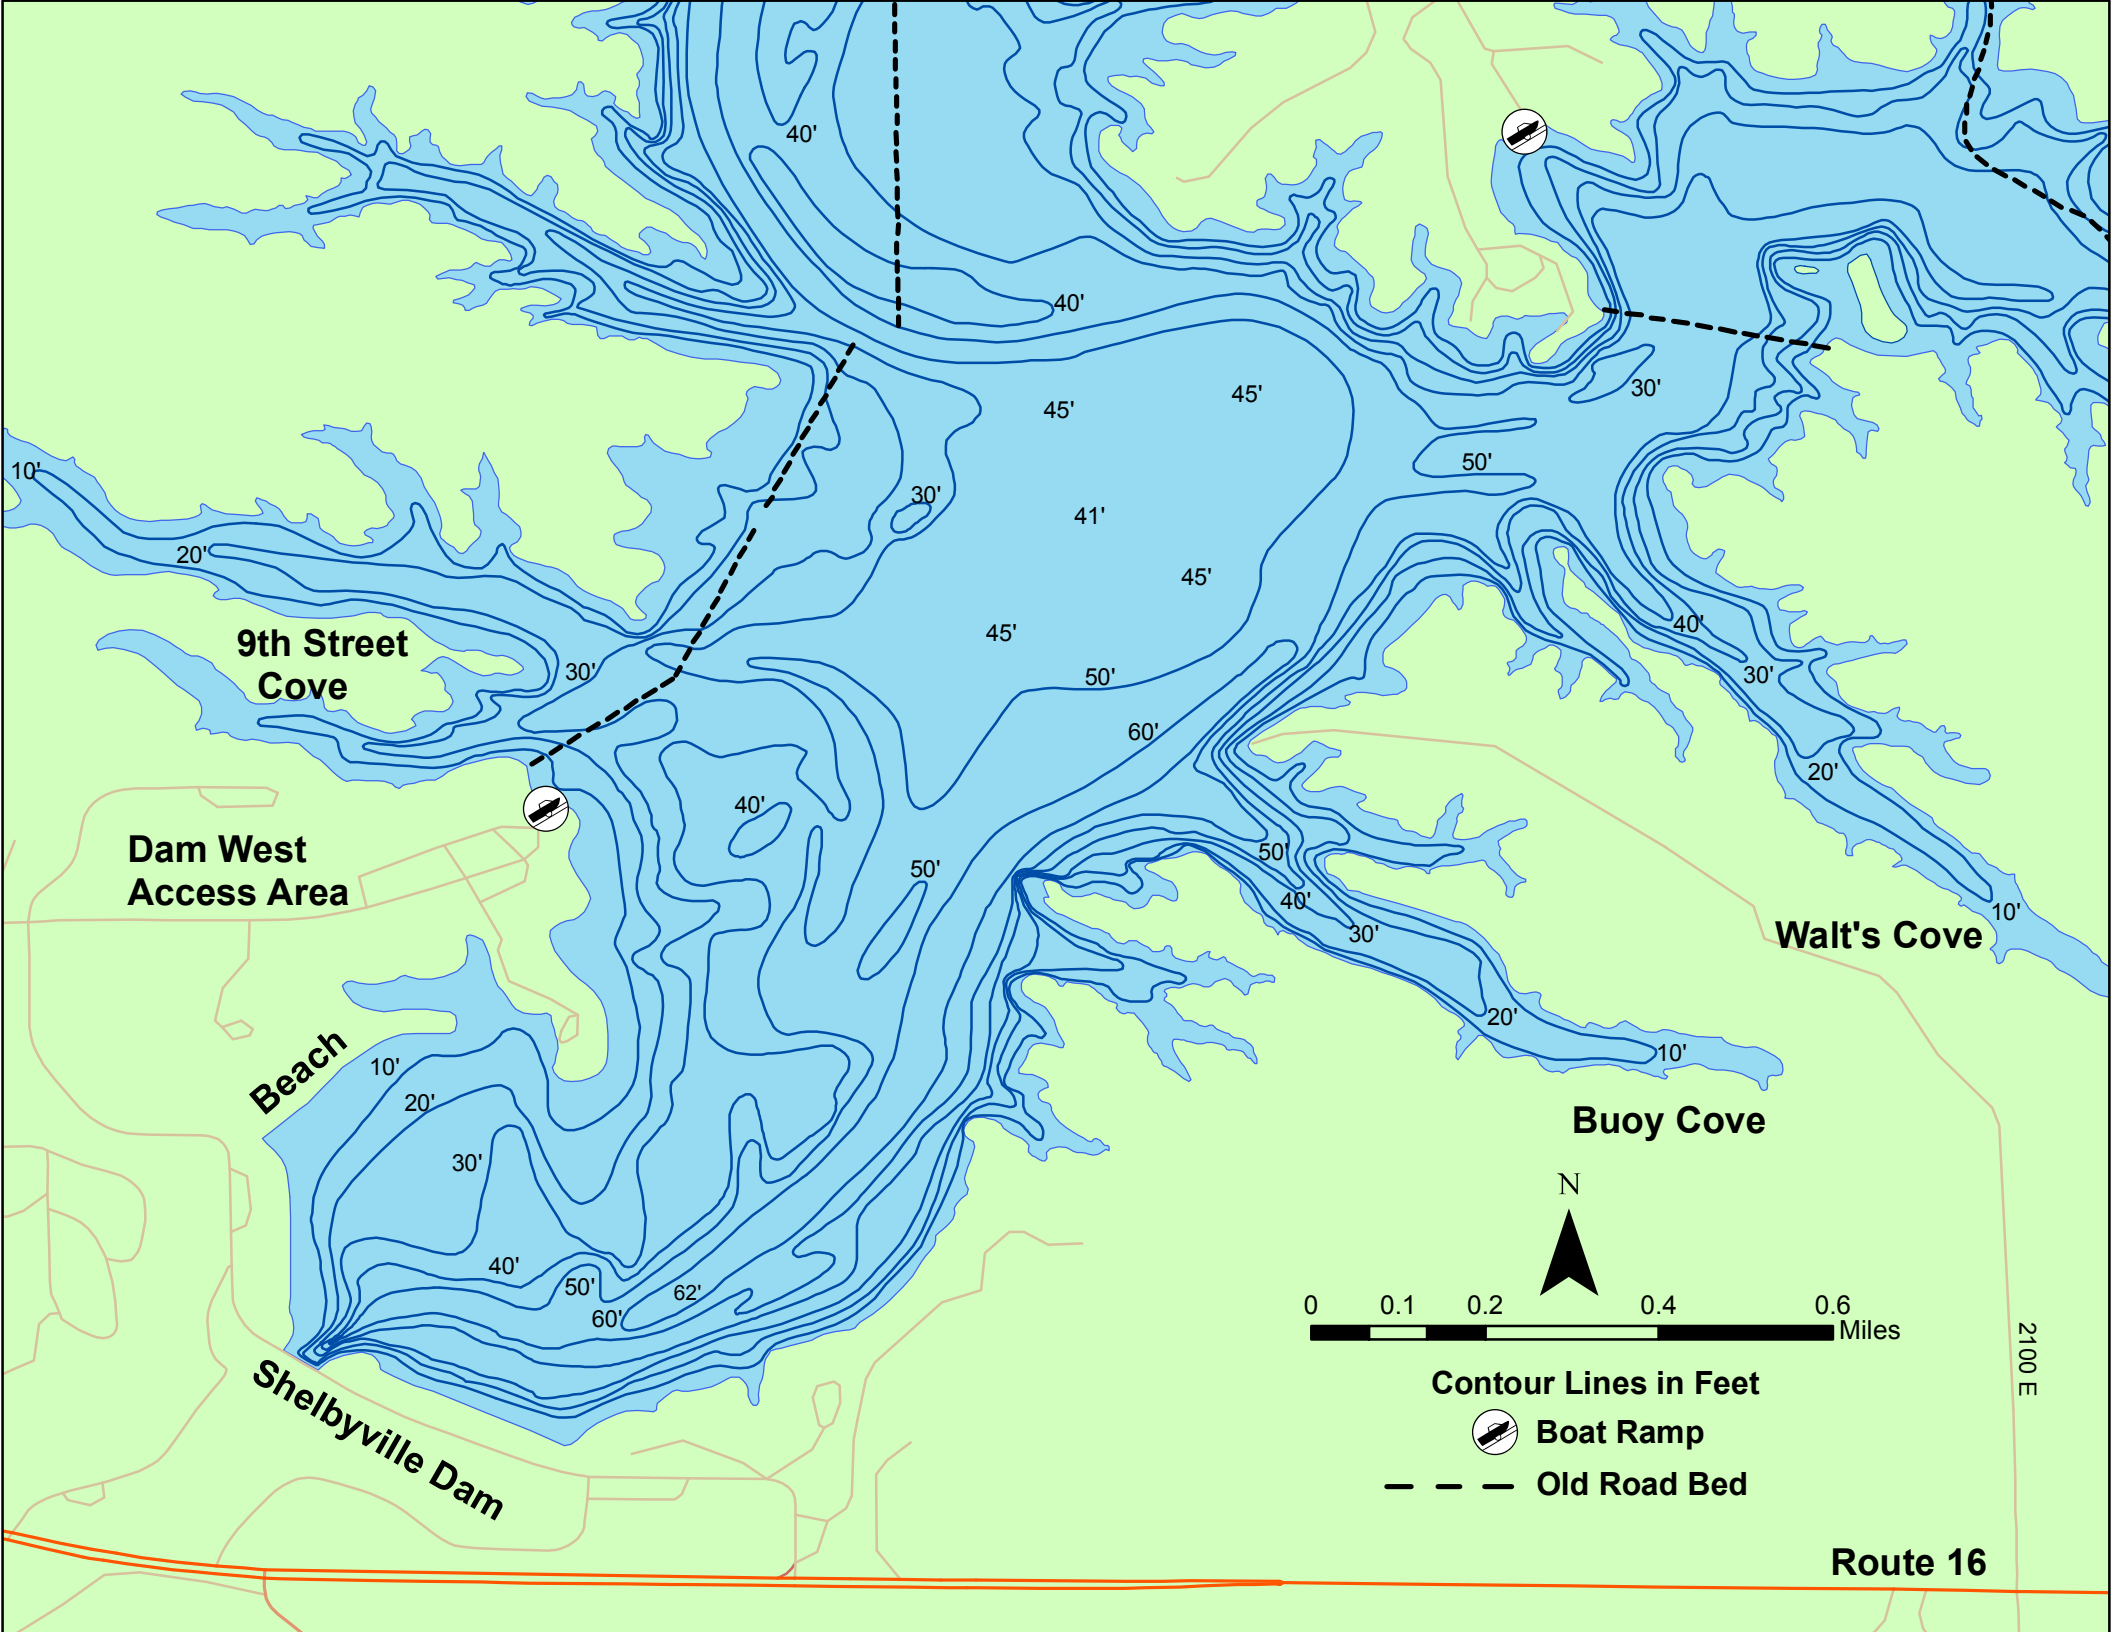 40'
40'
30'
45'
45'
50'
10'
30'
41'
20'
45'
40'
9th Street
Cove
45'
30'
50'
30'
60'
20'
40'
Dam West
Access Area
50'
50'
40'
10'
30'
Walt's Cove
20'
Beach
10'
10'
20'
Buoy Cove
30'
N
40'
50'
62'
60'
0 0.1 0.2 0.4 0.6
Miles
2100 E
Contour Lines in Feet
Shelbyville Dam
Boat Ramp
Old Road Bed
Route 16